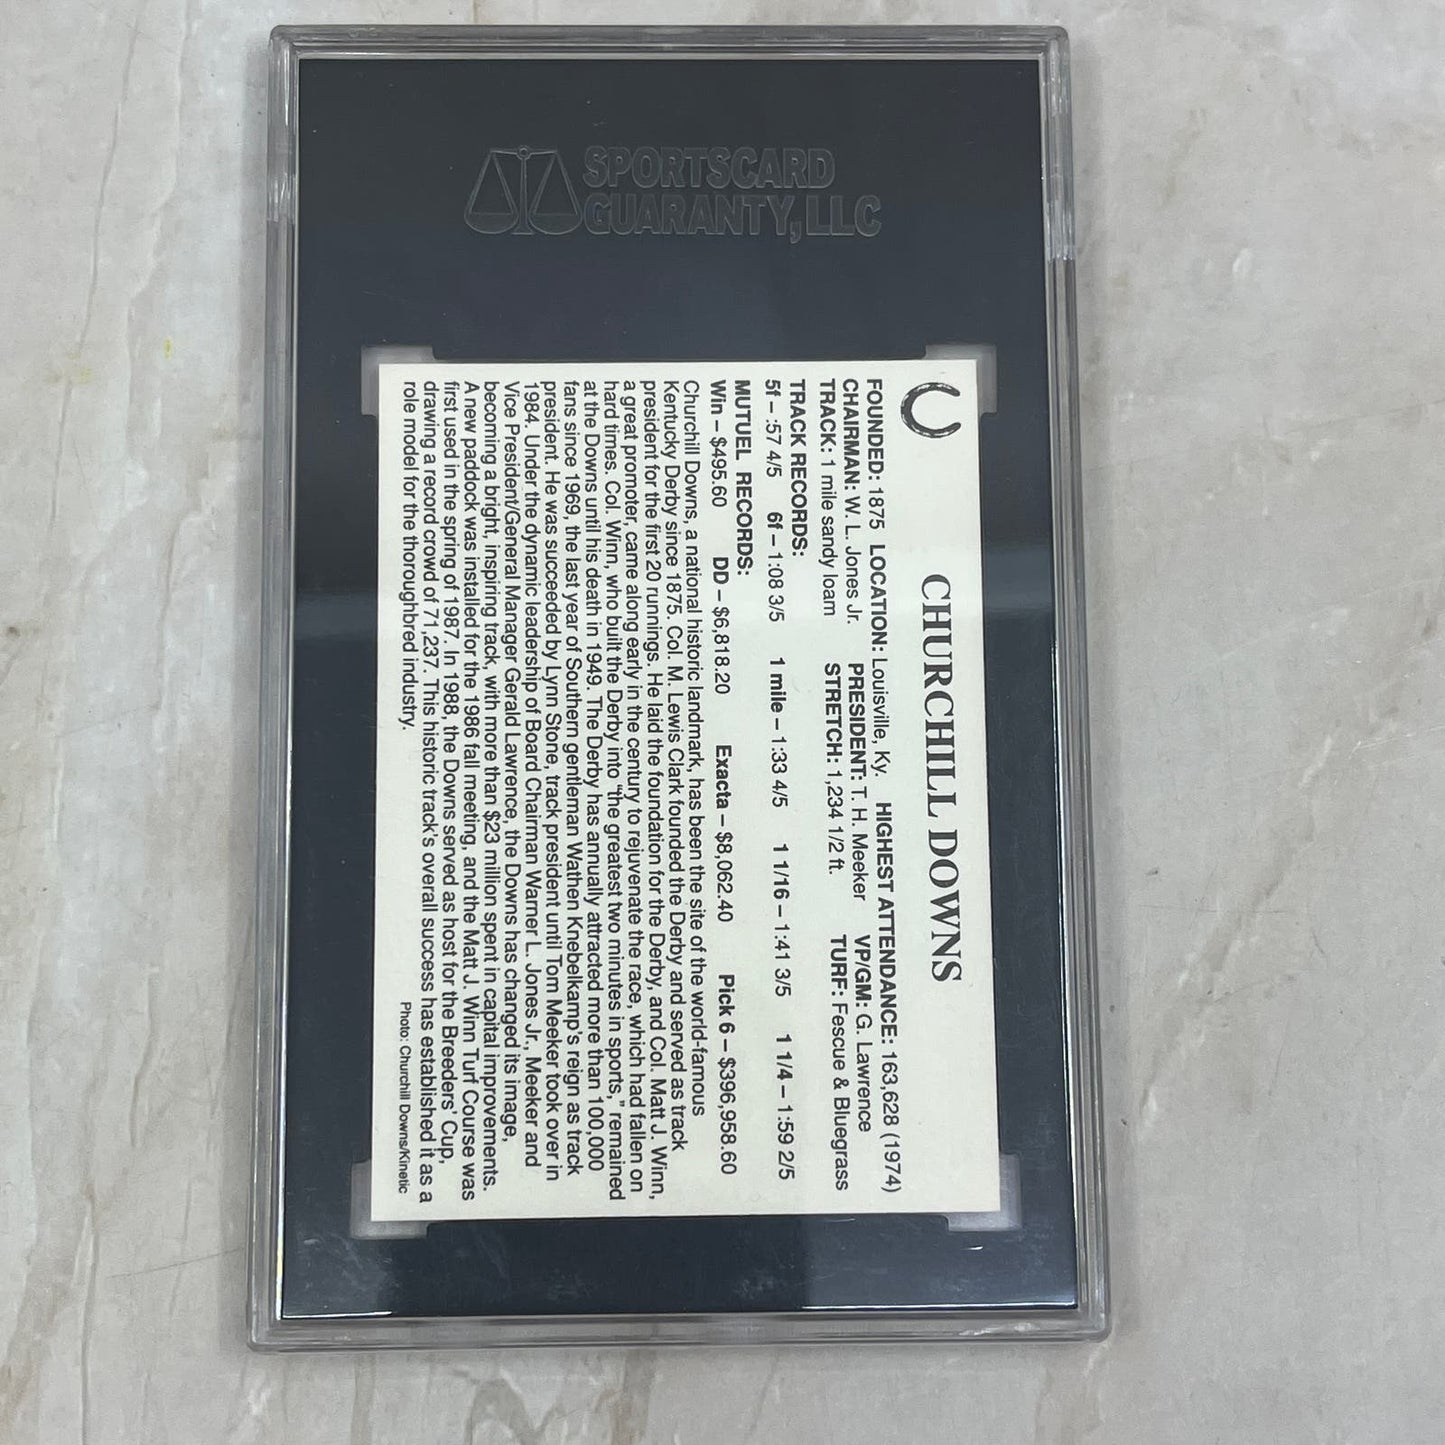 SPORTSCARD
GUARANTY, LLC
CHURCHILL DOWNS
FOUNDED: 1875 LOCATION: Louisville, Ky. HIGHEST ATTENDANCE: 163,628 (1974)
CHAIRMAN: W. L. Jones Jr. PRESIDENT: T. H. Meeker VP/GM: G. Lawrence
TRACK: 1 mile sandy loam STRETCH: 1,234 1/2 ft. TURF: Fescue & Bluegrass
TRACK RECORDS:
5f – :57 4/5 6f – 1:08 3/5 1 mile – 1:33 4/5 1 1/16 – 1:41 3/5 1 1/4 – 1:59 2/5
MUTUEL RECORDS:
Win – $495.60 DD – $6,818.20 Exacta – $8,062.40 Pick 6 – $396,958.60
Churchill Downs, a national historic landmark, has been the site of the world-famous
Kentucky Derby since 1875. Col. M. Lewis Clark founded the Derby and served as track
president for the first 20 runnings. He laid the foundation for the Derby, and Col. Matt J. Winn,
a great promoter, came along early in the century to rejuvenate the race, which had fallen on
hard times. Col. Winn, who built the Derby into "the greatest two minutes in sports," remained
at the Downs until his death in 1949. The Derby has annually attracted more than 100,000
fans since 1969, the last year of Southern gentleman Wathen Knebelkamp's reign as track
president. He was succeeded by Lynn Stone, track president until Tom Meeker took over in
1984. Under the dynamic leadership of Board Chairman Warner L. Jones Jr., Meeker and
Vice President/General Manager Gerald Lawrence, the Downs has changed its image,
becoming a bright, inspiring track, with more than $23 million spent in capital improvements.
A new paddock was installed for the 1986 fall meeting, and the Matt J. Winn Turf Course was
first used in the spring of 1987. In 1988, the Downs served as host for the Breeders' Cup,
drawing a record crowd of 71,237. This historic track's overall success has established it as a
role model for the thoroughbred industry.
Photo: Churchill Downs/Kinetic